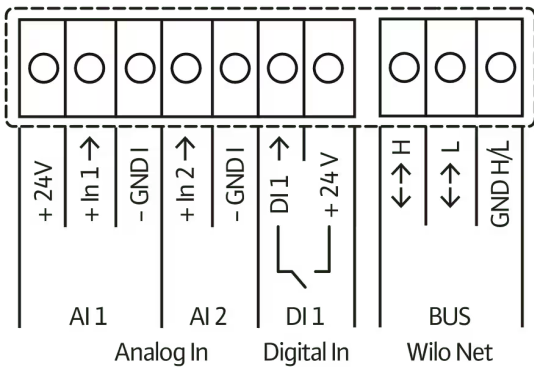 + 24V
+ In 1 →
- GND I
+ In 2 →
- GND I
DI 1 →
+ 24 V
↔ H
↔ L
GND H/L
AI 1
AI 2
DI 1
BUS
Analog In
Digital In
Wilo Net